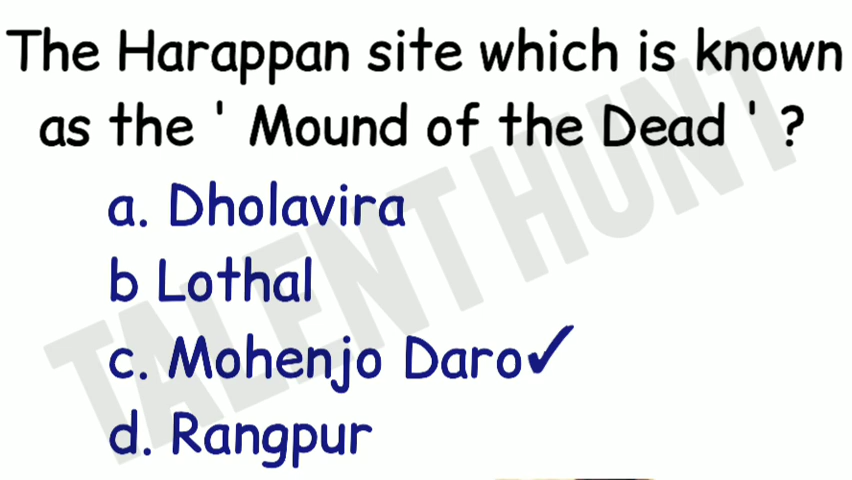 The Harappan site which is known
as the ' Mound of the Dead ' ?
a. Dholavira
b Lothal
c. Mohenjo Daro✓
d. Rangpur
TALENT HUNT